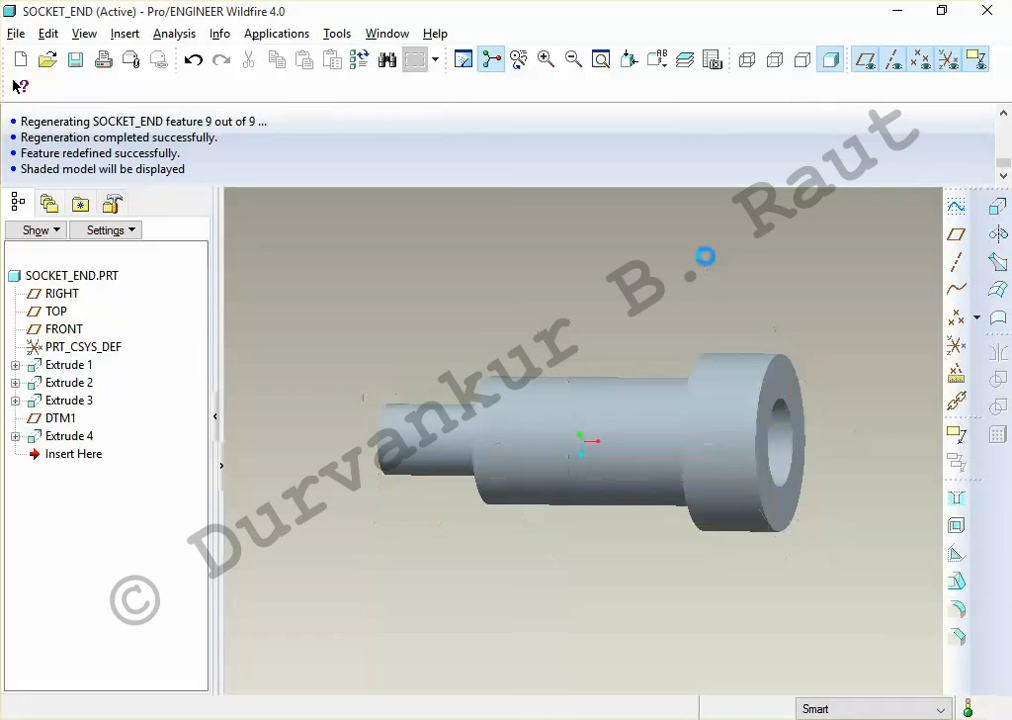 SOCKET_END (Active) - Pro/ENGINEER Wildfire 4.0
File Edit View Insert Analysis Info Applications Tools Window Help
Regenerating SOCKET_END feature 9 out of 9 ...
Regeneration completed successfully.
Feature redefined successfully.
Shaded model will be displayed
Show Settings
SOCKET_END.PRT
RIGHT
TOP
FRONT
PRT_CSYS_DEF
Extrude 1
Extrude 2
Extrude 3
DTM1
Extrude 4
Insert Here
© Durvankur B. Raut
Smart